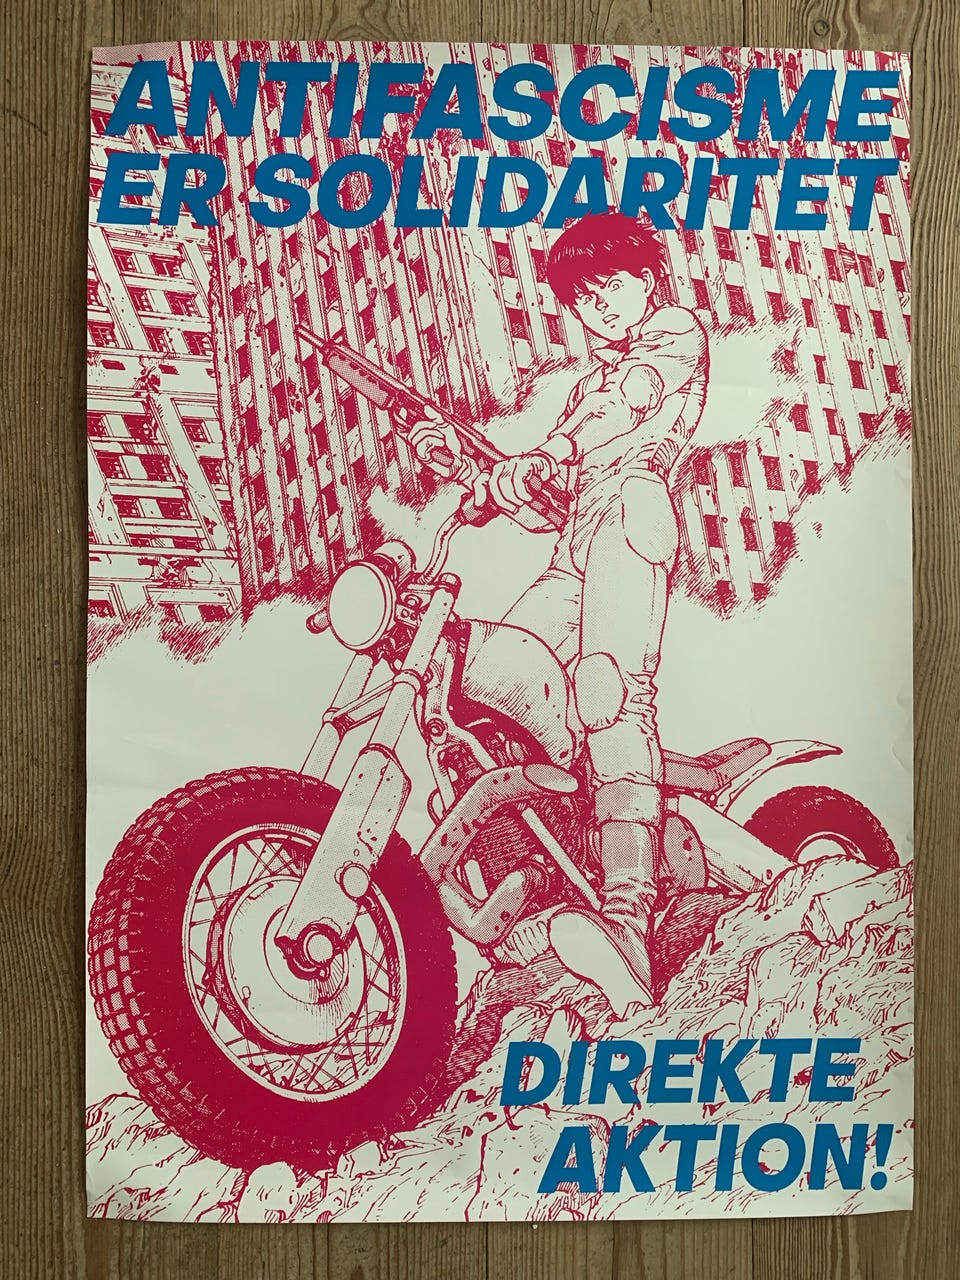 ANTIFASCISME
ER SOLIDARITET
DIREKTE
AKTION!